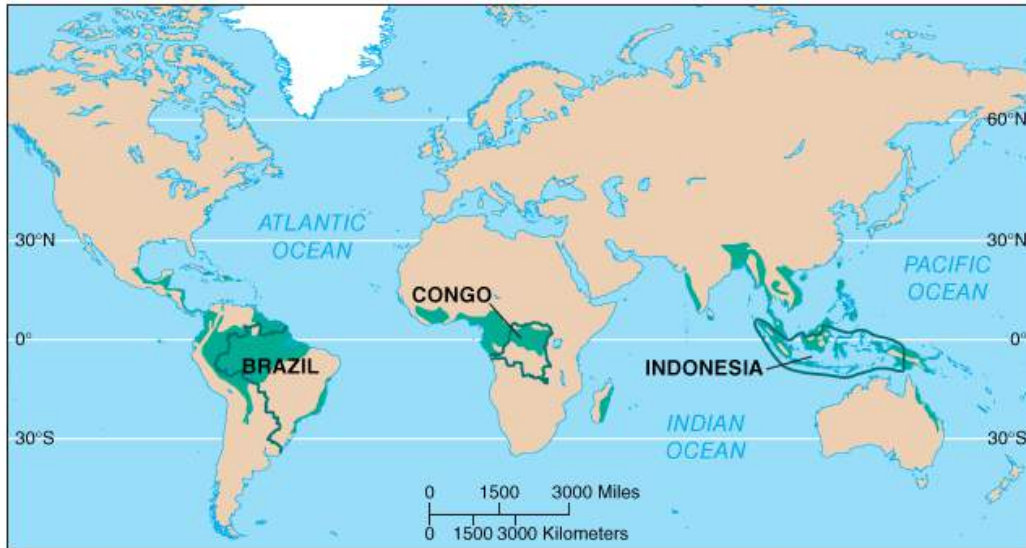 60°N
ATLANTIC
OCEAN
30°N
30°N
PACIFIC
OCEAN
CONGO
0°
0°
BRAZIL
INDONESIA
INDIAN
OCEAN
30°S
30°S
0 1500 3000 Miles
0 1500 3000 Kilometers